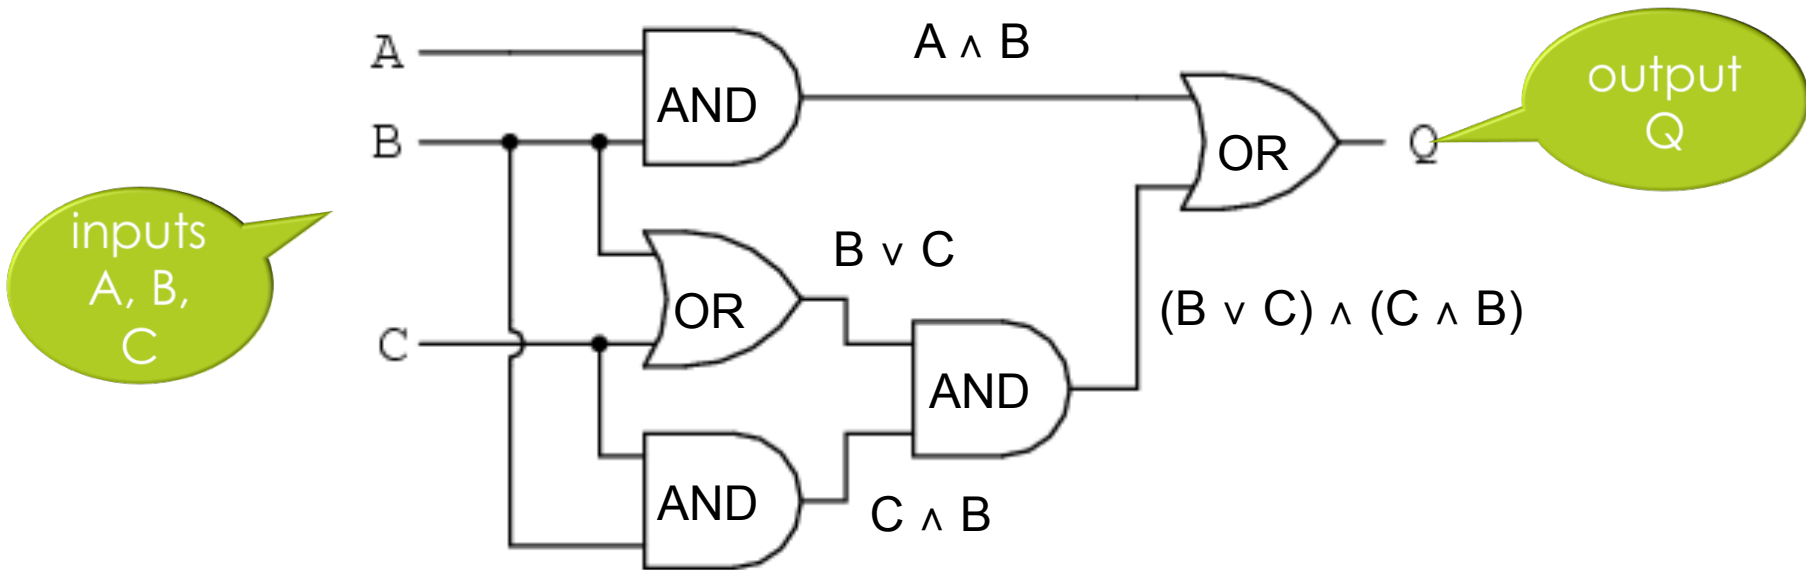 A
AND
A ∧ B
B
OR
Q
output
Q
inputs
A, B,
C
B ∨ C
OR
C
(B ∨ C) ∧ (C ∧ B)
AND
AND
C ∧ B